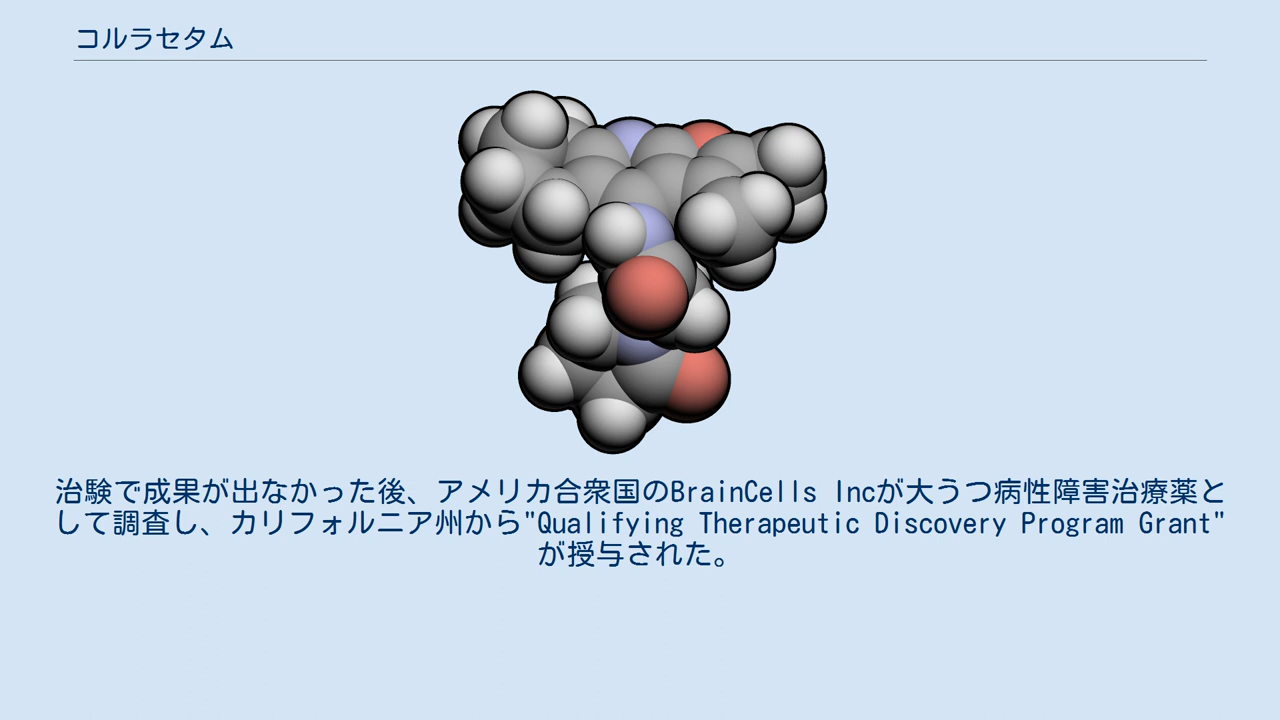 コルラセタム
治験で成果が出なかった後、アメリカ合衆国のBrainCells Incが大うつ病性障害治療薬と
して調査し、カリフォルニア州から"Qualifying Therapeutic Discovery Program Grant"
が授与された。